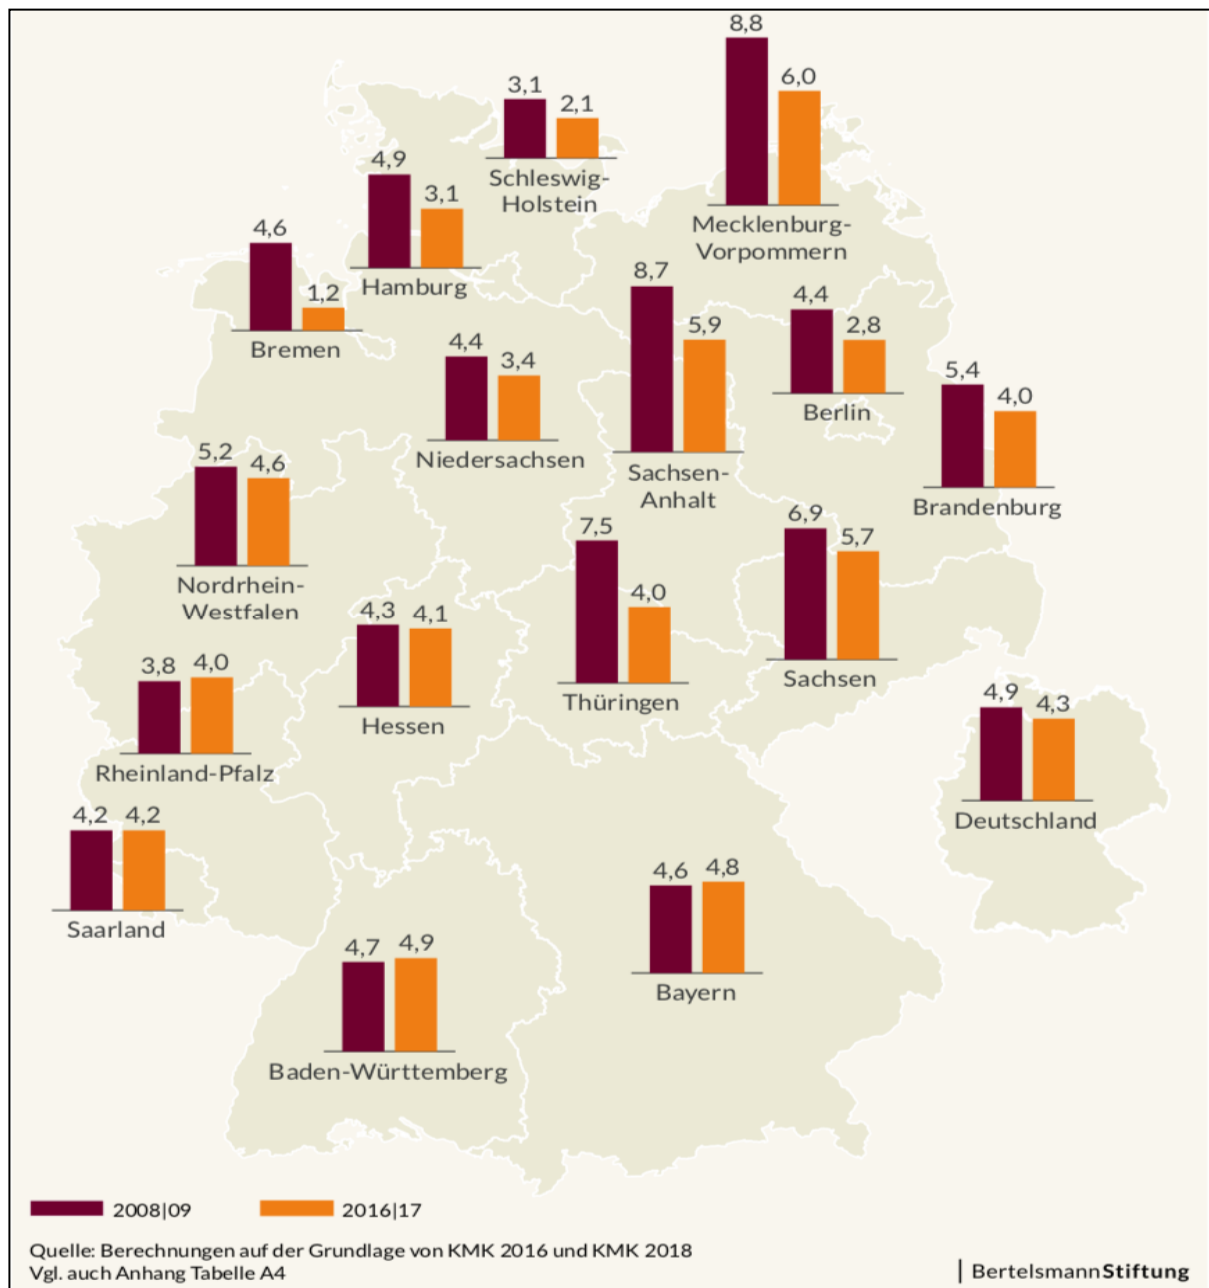 8,8
6,0
Mecklenburg-
Vorpommern
3,1
2,1
Schleswig-
Holstein
4,9
3,1
Hamburg
4,6
1,2
Bremen
8,7
5,9
Sachsen-
Anhalt
4,4
2,8
Berlin
4,4
3,4
Niedersachsen
5,4
4,0
Brandenburg
5,2
4,6
Nordrhein-
Westfalen
7,5
4,0
Thüringen
6,9
5,7
Sachsen
4,3
4,1
Hessen
3,8
4,0
Rheinland-Pfalz
4,9
4,3
Deutschland
4,2
4,2
Saarland
4,6
4,8
Bayern
4,7
4,9
Baden-Württemberg
2008|09
2016|17
Quelle: Berechnungen auf der Grundlage von KMK 2016 und KMK 2018
Vgl. auch Anhang Tabelle A4
| BertelsmannStiftung